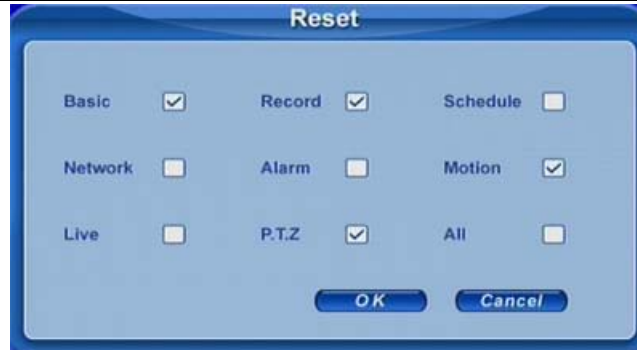 Reset
Basic Record Schedule
Network Alarm Motion
Live P.T.Z All
OK Cancel